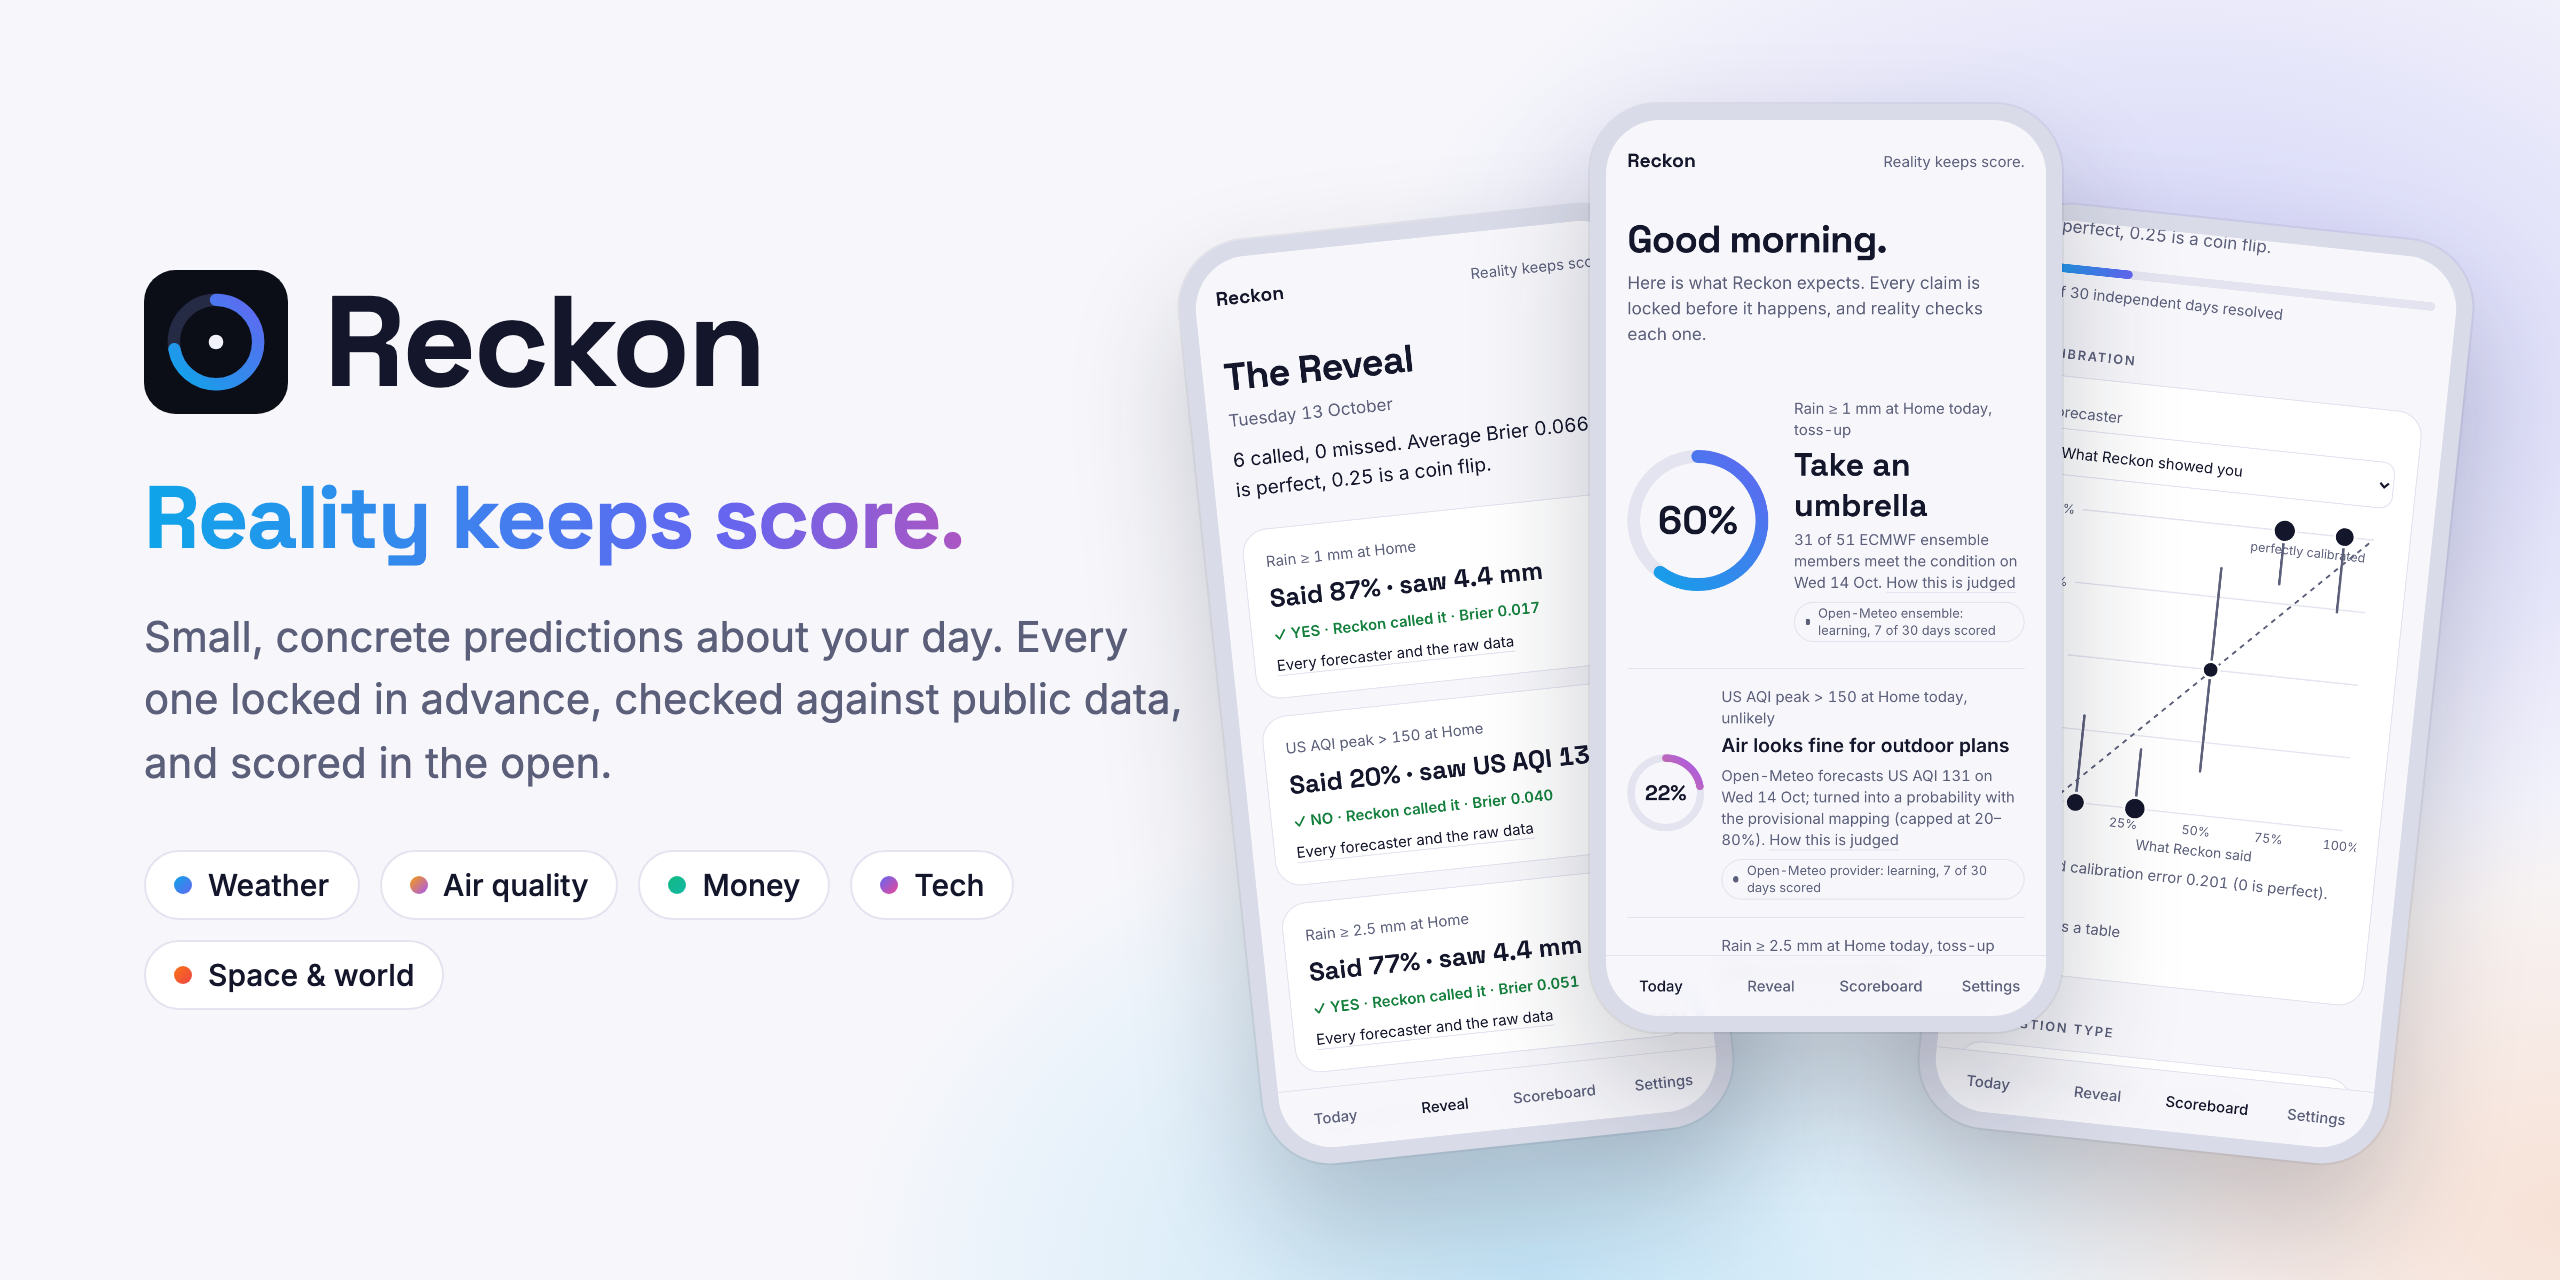 Reckon
Reality keeps score.
Small, concrete predictions about your day. Every
one locked in advance, checked against public data,
and scored in the open.
Weather
Air quality
Money
Tech
Space & world
Reckon
Reality keeps
The Reveal
Tuesday 13 October
6 called, 0 missed. Average Brier 0.066
is perfect, 0.25 is a coin flip.
Rain ≥ 1 mm at Home
Said 87% · saw 4.4 mm
✓ YES · Reckon called it · Brier 0.017
Every forecaster and the raw data
US AQI peak > 150 at Home
Said 20% · saw US AQI 13
✓ NO · Reckon called it · Brier 0.040
Every forecaster and the raw data
Rain ≥ 2.5 mm at Home
Said 77% · saw 4.4 mm
✓ YES · Reckon called it · Brier 0.051
Every forecaster and the raw data
Today
Reveal
Scoreboard
Settings
Reckon
Reality keeps score.
Good morning.
Here is what Reckon expects. Every claim is
locked before it happens, and reality checks
each one.
Rain ≥ 1 mm at Home today,
toss-up
60%
Take an
umbrella
31 of 51 ECMWF ensemble
members meet the condition on
Wed 14 Oct. How this is judged
Open-Meteo ensemble:
learning, 7 of 30 days scored
US AQI peak > 150 at Home today,
unlikely
22%
Air looks fine for outdoor plans
Open-Meteo forecasts US AQI 131 on
Wed 14 Oct; turned into a probability with
the provisional mapping (capped at 20–
80%). How this is judged
Open-Meteo provider: learning, 7 of 30
days scored
Rain ≥ 2.5 mm at Home today, toss-up
Today
Reveal
Scoreboard
Settings
perfect, 0.25 is a coin flip.
30 independent days resolved
What Reckon showed you
perfectly calibrated
25%
50%
75%
100%
What Reckon said
calibration error 0.201 (0 is perfect).
a table
TYPE
Today
Reveal
Scoreboard
Settings